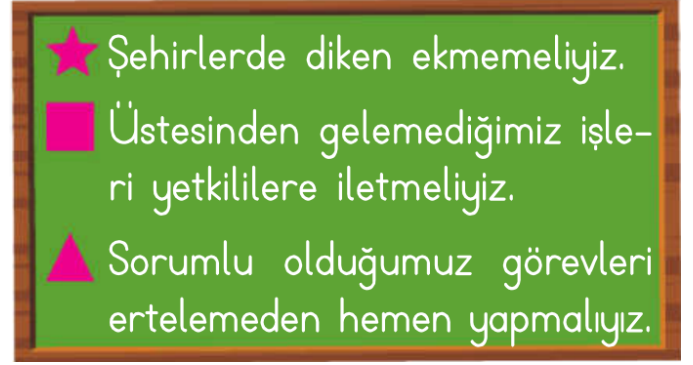 Şehirlerde diken ekmemeliyiz.
Üstesinden gelemediğimiz işle-
ri yetkililere iletmeliyiz.
Sorumlu olduğumuz görevleri
ertelemeden hemen yapmalıyız.